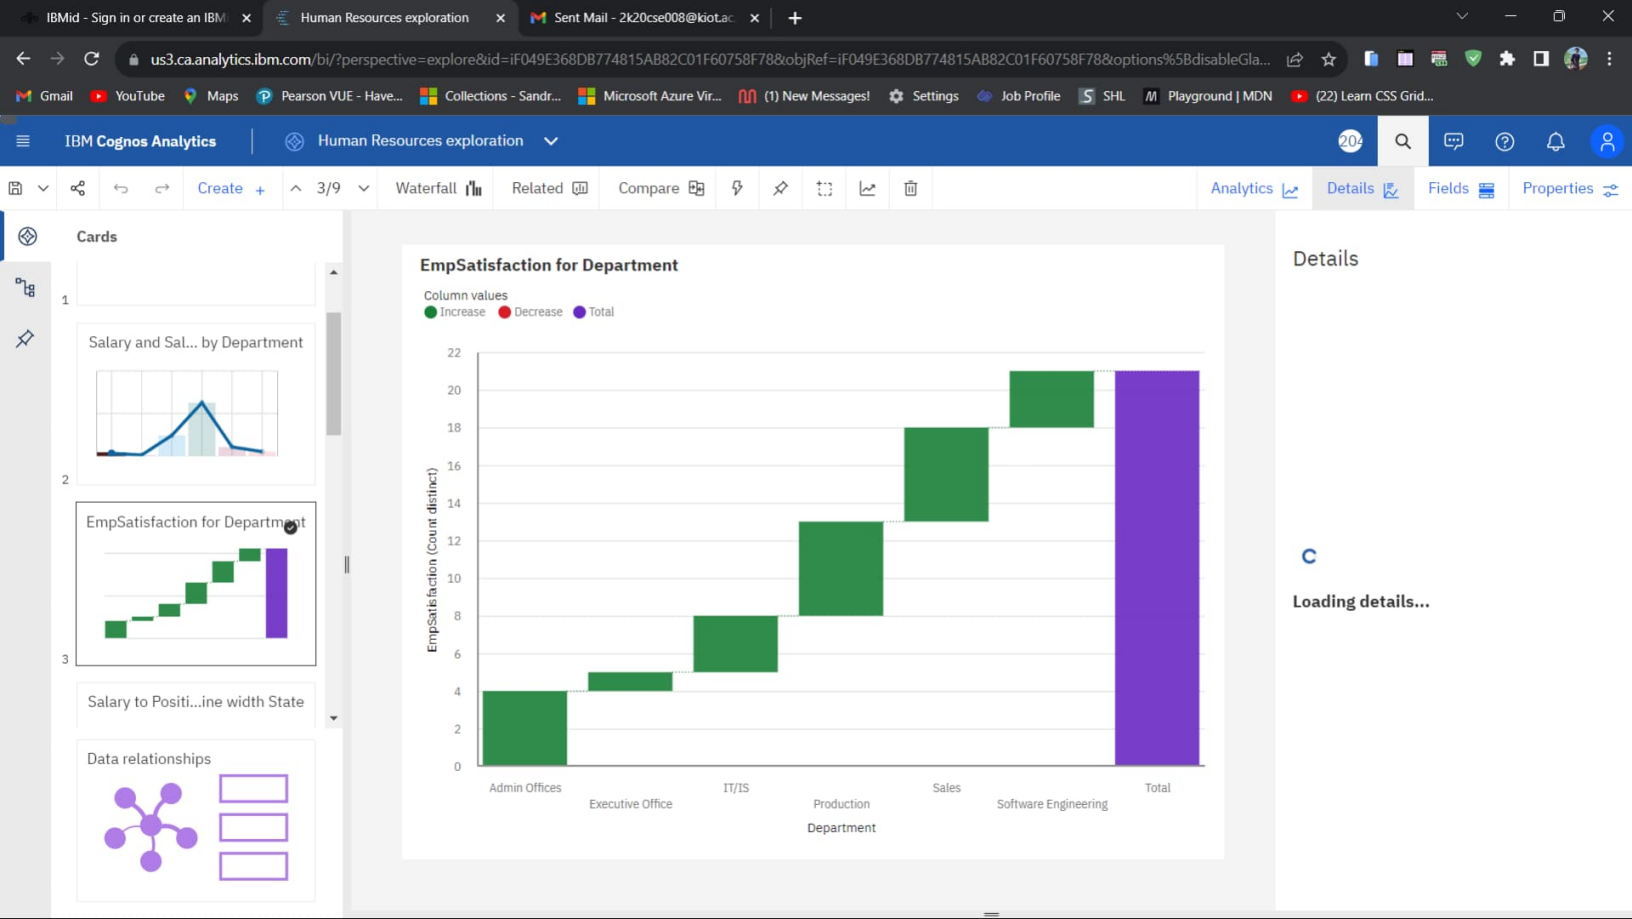 IBMid - Sign in or create an IBMi
Human Resources exploration
Sent Mail - 2k20cse008@kiot.ac.
us3.ca.analytics.ibm.com/bi/?perspective=explore&id=iF049E368DB774815AB82C01F60758F78&objRef=iF049E368DB774815AB82C01F60758F78&options%5BdisableGla...
Gmail YouTube Maps Pearson VUE - Have... Collections - Sandr... Microsoft Azure Vir... (1) New Messages! Settings Job Profile SHL Playground | MDN (22) Learn CSS Grid...
IBM Cognos Analytics Human Resources exploration 204
Create + 3/9 Waterfall Related Compare Analytics Details Fields Properties
Cards
1
Salary and Sal... by Department
2
EmpSatisfaction for Department
3
Salary to Positi...ine width State
Data relationships
EmpSatisfaction for Department
Column values
Increase Decrease Total
22
20
18
16
14
12
10
8
6
4
2
0
EmpSatisfaction (Count distinct)
Admin Offices
Executive Office
IT/IS
Production
Sales
Software Engineering
Total
Department
Details
Loading details...